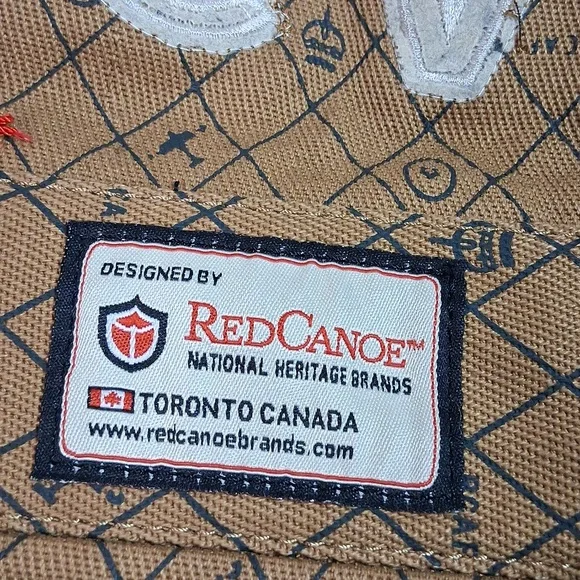 DESIGNED BY
REDCANOE™
NATIONAL HERITAGE BRANDS
TORONTO CANADA
www.redcanoebrands.com